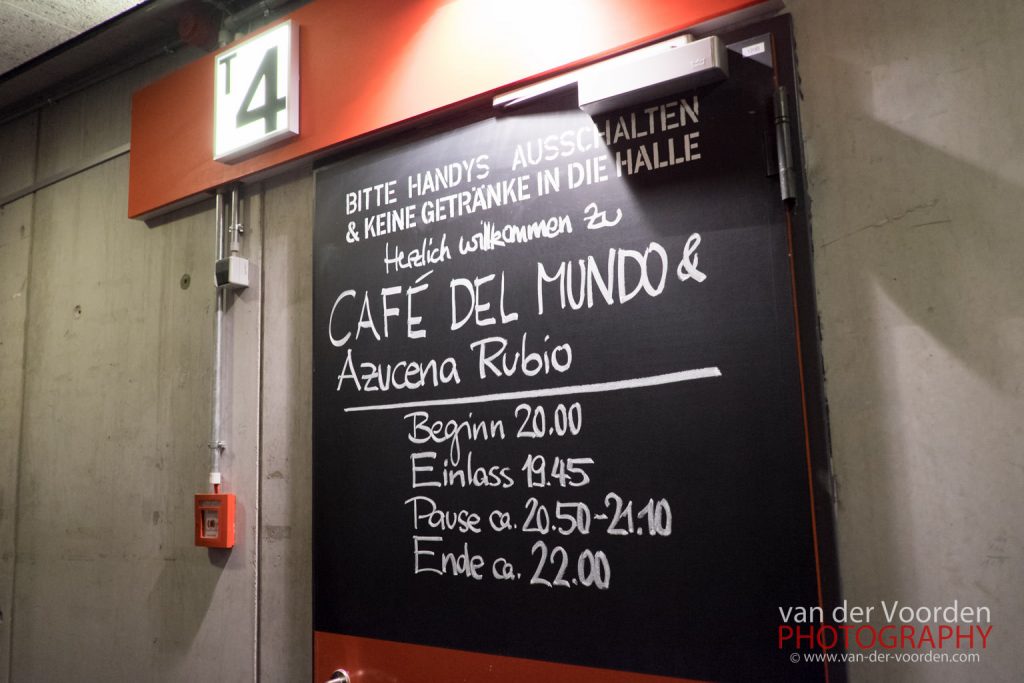 T 4
BITTE HANDYS AUSSCHALTEN
& KEINE GETRÄNKE IN DIE HALLE
Herzlich willkommen zu
CAFÉ DEL MUNDO &
Azucena Rubio
Beginn 20.00
Einlass 19.45
Pause ca. 20.50-21.10
Ende ca. 22.00
van der Voorden
PHOTOGRAPHY
© www.van-der-voorden.com